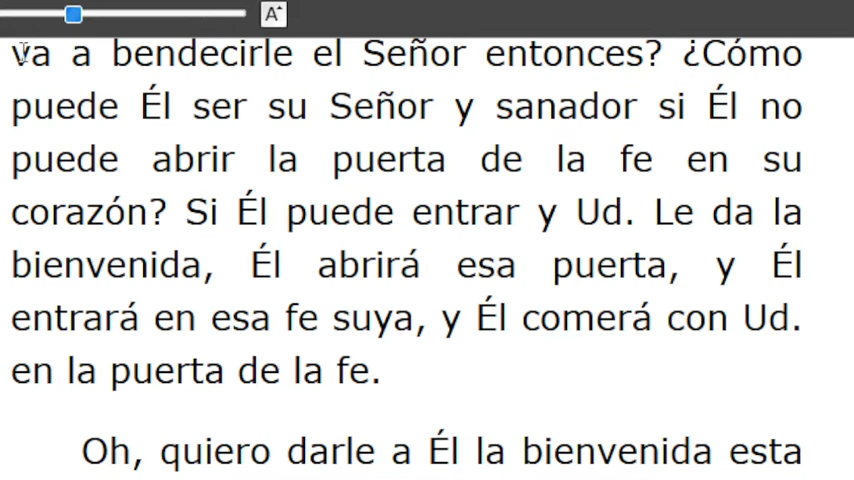 A
va a bendecirle el Señor entonces? ¿Cómo
puede Él ser su Señor y sanador si Él no
puede abrir la puerta de la fe en su
corazón? Si Él puede entrar y Ud. Le da la
bienvenida, Él abrirá esa puerta, y Él
entrará en esa fe suya, y Él comerá con Ud.
en la puerta de la fe.
Oh, quiero darle a Él la bienvenida esta